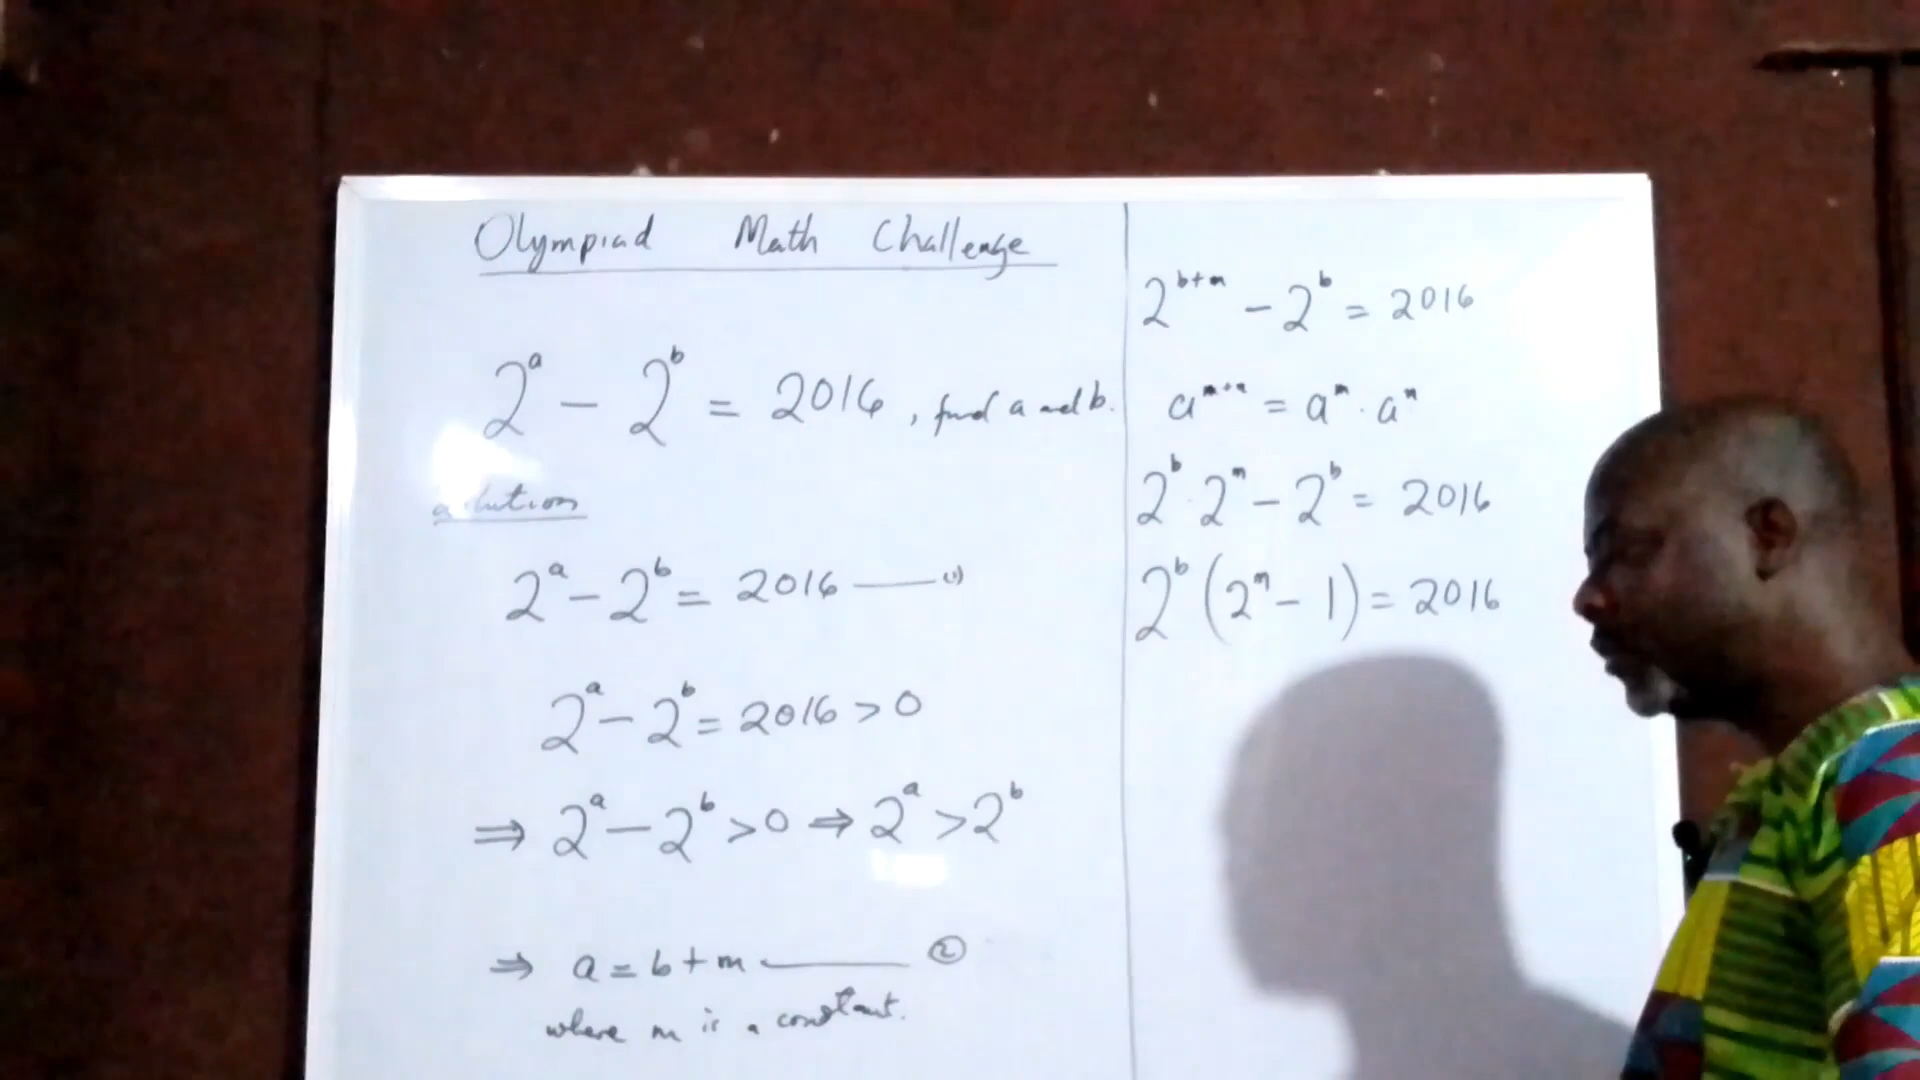 Olympiad Math Challenge
2^a - 2^b = 2016, find a and b.
2^a - 2^b = 2016 —— (1)
2^a - 2^b = 2016 > 0
⇒ 2^a - 2^b > 0 ⇒ 2^a > 2^b
⇒ a = b + m —— ②
where m is a constant.
2^{b+m} - 2^b = 2016
a^{m+n} = a^m · a^n
2^b · 2^m - 2^b = 2016
2^b (2^m - 1) = 2016